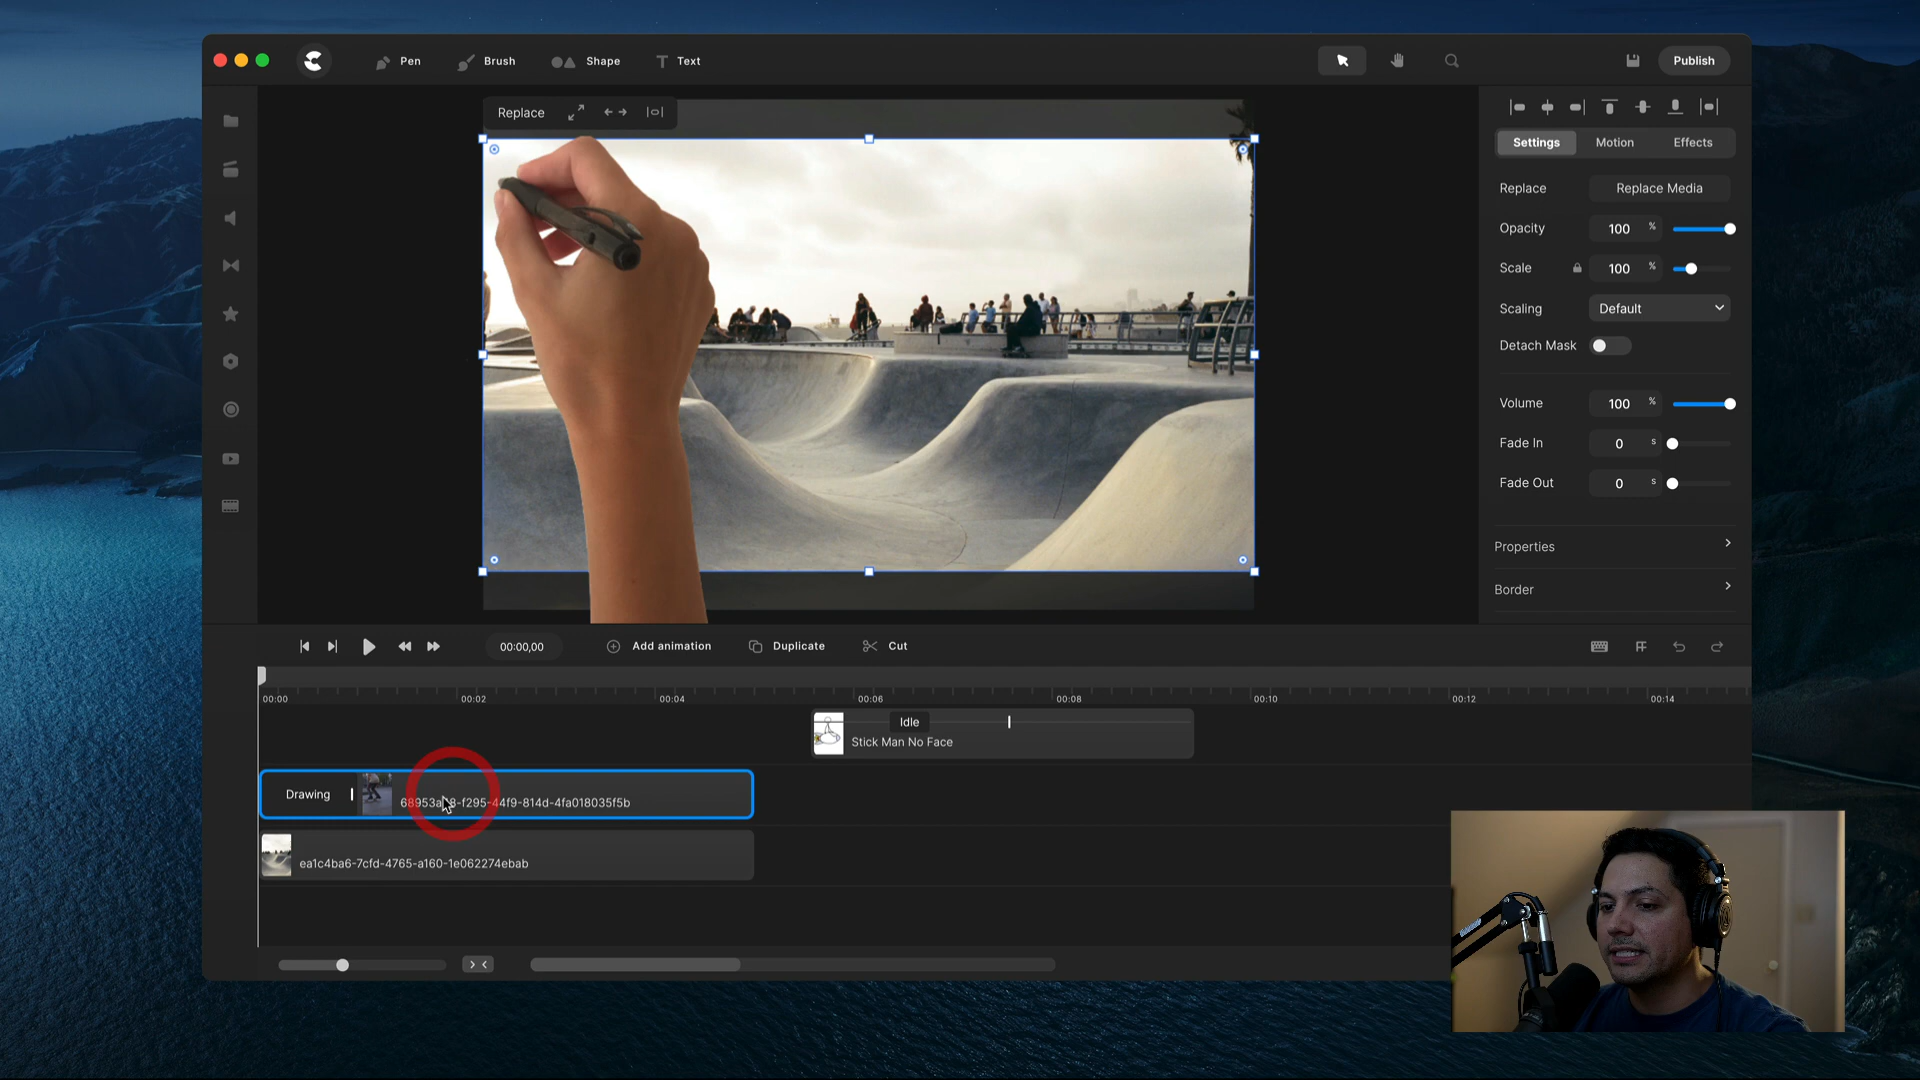 Pen Brush Shape Text Publish
Replace
Settings Motion Effects
Replace Replace Media
Opacity 100 %
Scale 100 %
Scaling Default
Detach Mask
Volume 100 %
Fade In 0 s
Fade Out 0 s
Properties
Border
00:00,00 Add animation Duplicate Cut
00:00 00:02 00:04 00:06 00:08 00:10 00:12 00:14
Idle
Stick Man No Face
Drawing
-f295-44f9-814d-4fa018035f5b
ea1c4ba6-7cfd-4765-a160-1e062274ebab